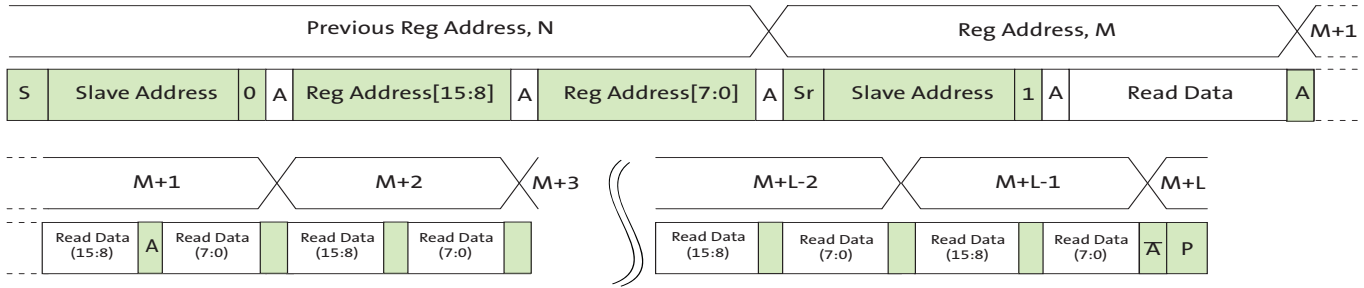 Previous Reg Address, N Reg Address, M M+1
S Slave Address 0 A Reg Address[15:8] A Reg Address[7:0] A Sr Slave Address 1 A Read Data A
M+1 M+2 M+3 M+L-2 M+L-1 M+L
Read Data A Read Data Read Data Read Data Read Data Read Data Read Data Read Data A̅ P
(15:8) (7:0) (15:8) (7:0) (15:8) (7:0) (15:8) (7:0)